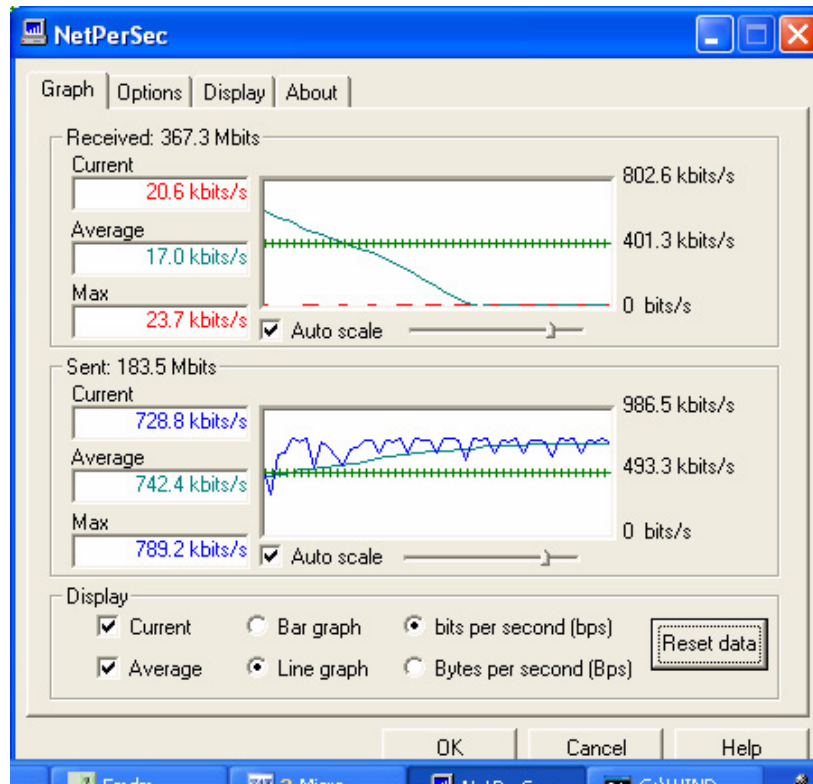 NetPerSec
Graph Options Display About
Received: 367.3 Mbits
Current
20.6 kbits/s
Average
17.0 kbits/s
Max
23.7 kbits/s
802.6 kbits/s
401.3 kbits/s
0 bits/s
Auto scale
Sent: 183.5 Mbits
Current
728.8 kbits/s
Average
742.4 kbits/s
Max
789.2 kbits/s
986.5 kbits/s
493.3 kbits/s
0 bits/s
Auto scale
Display
Current Bar graph bits per second (bps)
Average Line graph Bytes per second (Bps)
Reset data
OK Cancel Help